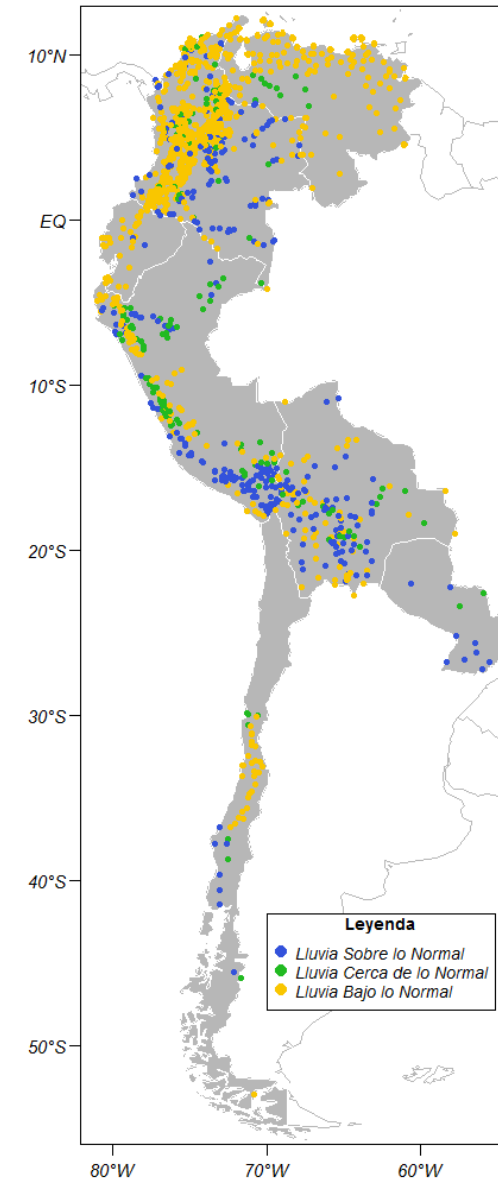 10°N
EQ
10°S
20°S
30°S
40°S
50°S
Leyenda
Lluvia Sobre lo Normal
Lluvia Cerca de lo Normal
Lluvia Bajo lo Normal
80°W
70°W
60°W